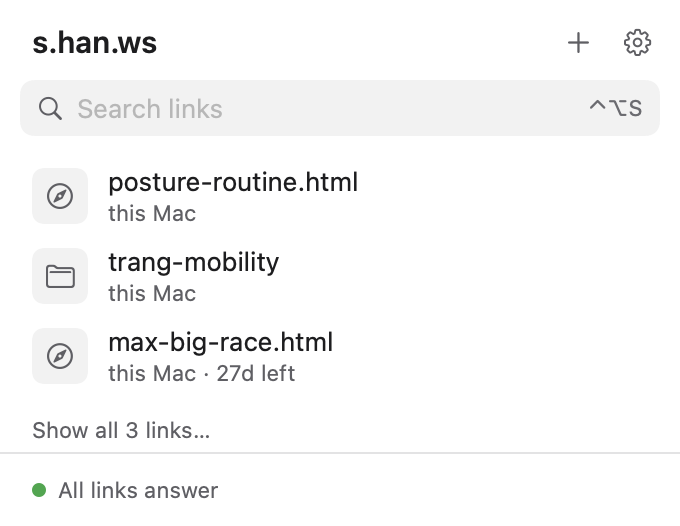 s.han.ws
Search links ^⌥S
posture-routine.html
this Mac
trang-mobility
this Mac
max-big-race.html
this Mac · 27d left
Show all 3 links…
All links answer